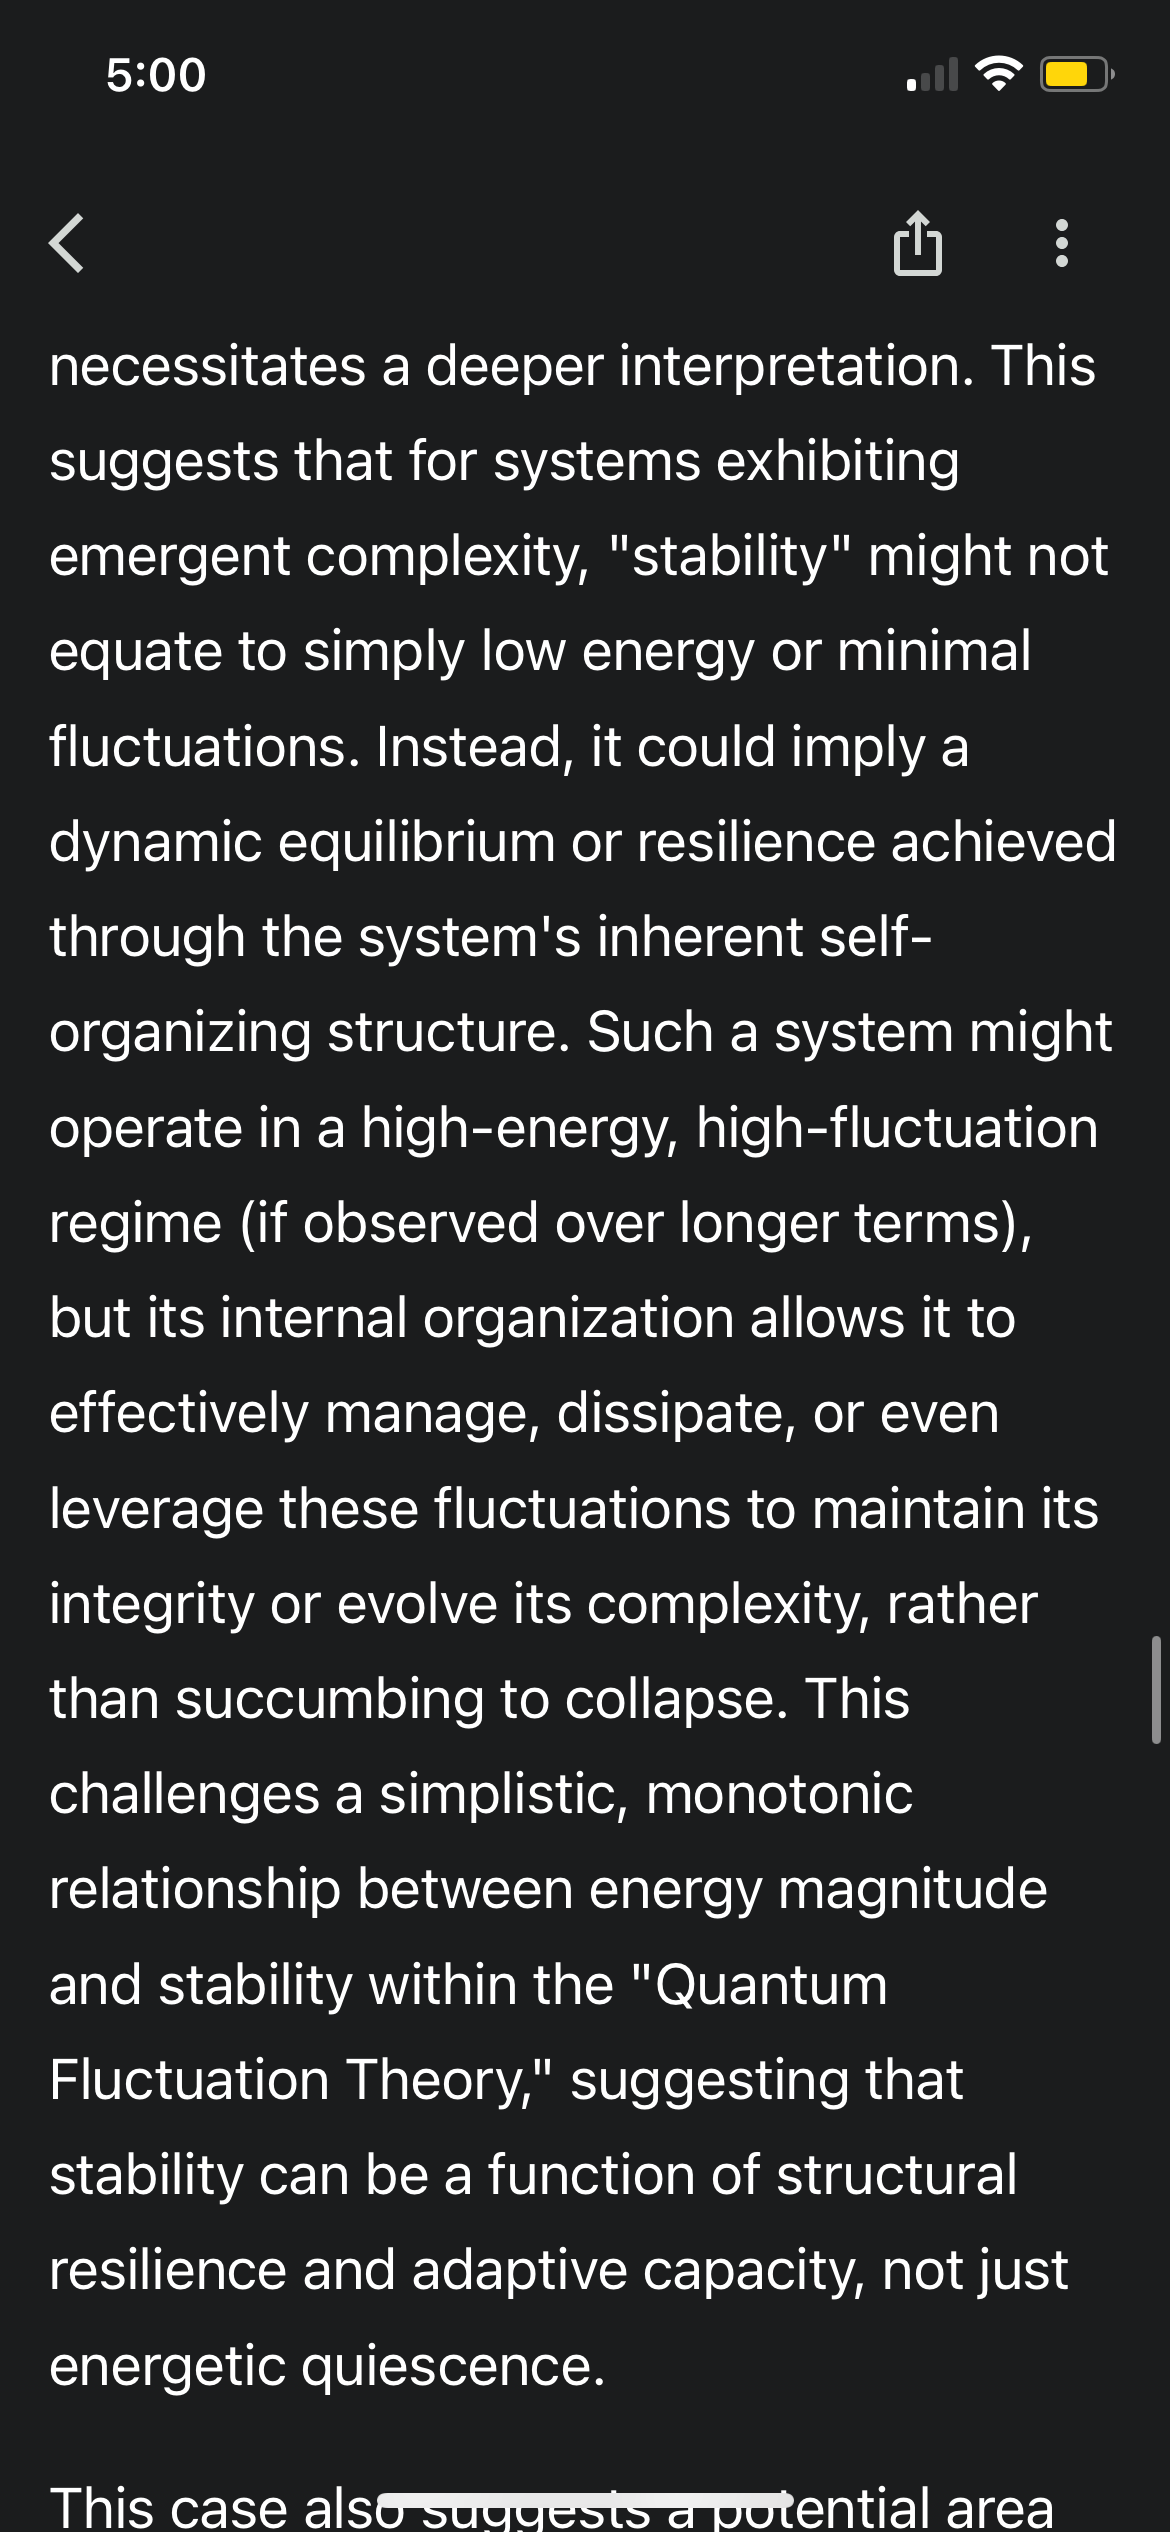 5:00
necessitates a deeper interpretation. This
suggests that for systems exhibiting
emergent complexity, "stability" might not
equate to simply low energy or minimal
fluctuations. Instead, it could imply a
dynamic equilibrium or resilience achieved
through the system's inherent self-
organizing structure. Such a system might
operate in a high-energy, high-fluctuation
regime (if observed over longer terms),
but its internal organization allows it to
effectively manage, dissipate, or even
leverage these fluctuations to maintain its
integrity or evolve its complexity, rather
than succumbing to collapse. This
challenges a simplistic, monotonic
relationship between energy magnitude
and stability within the "Quantum
Fluctuation Theory," suggesting that
stability can be a function of structural
resilience and adaptive capacity, not just
energetic quiescence.
This case also suggests a potential area